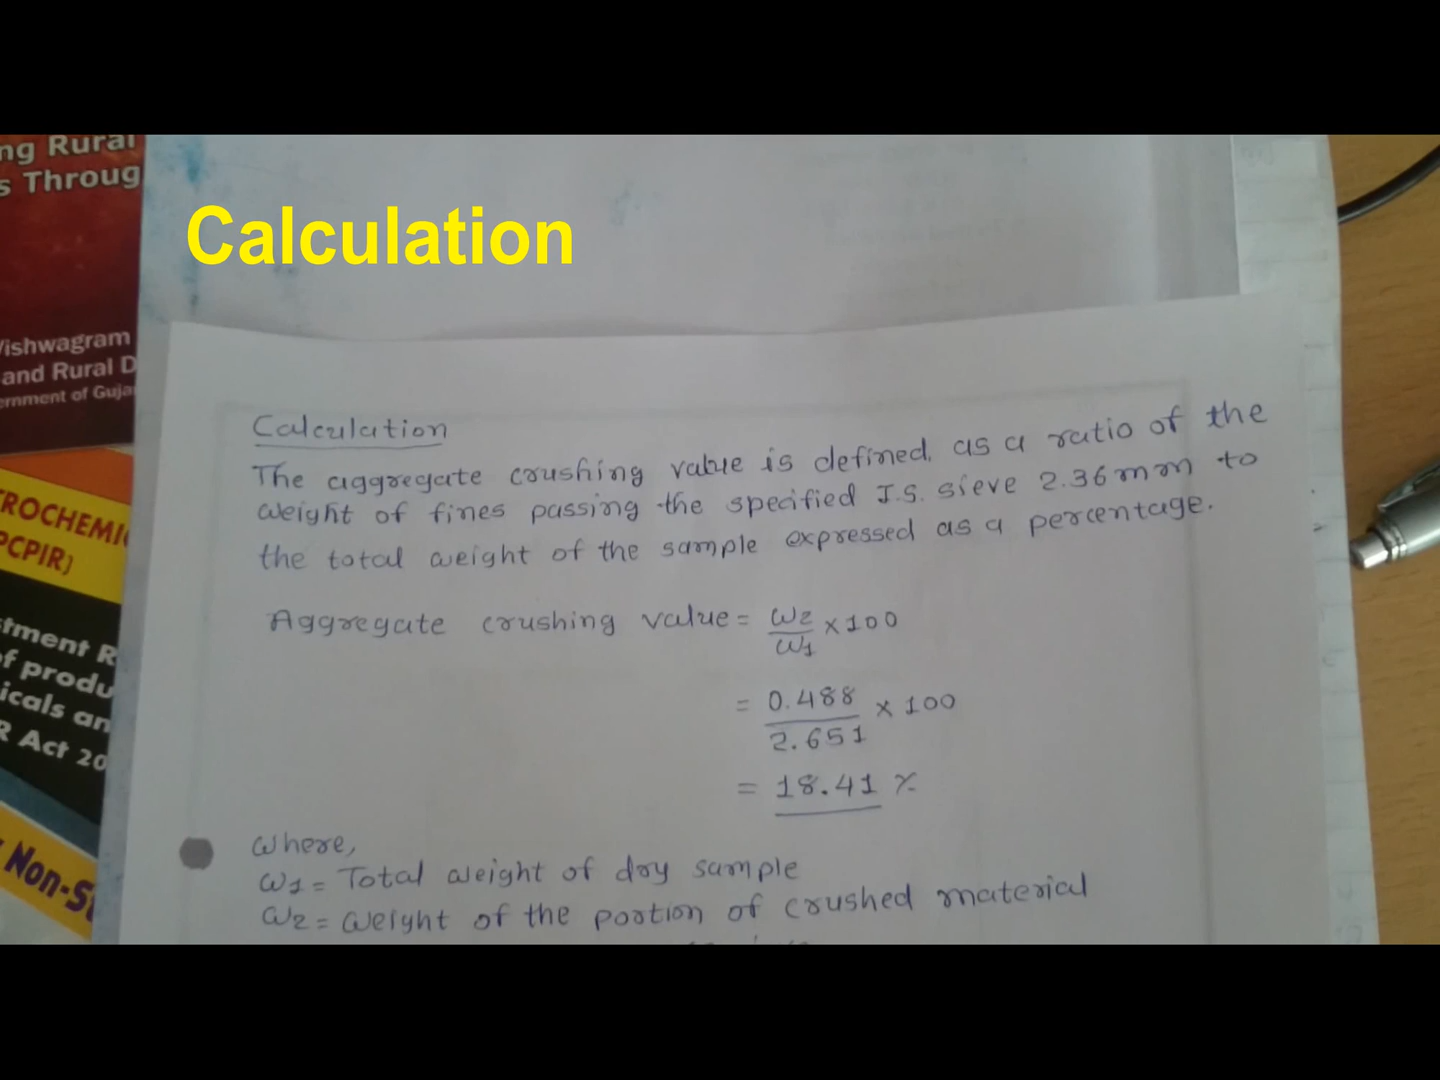 ng Rural
s Throug
Vishwagram
and Rural D
ernment of Guja
ROCHEMI
PCPIR)
tment R
of produ
icals an
R Act 20
Non-S
Calculation
Calculation
The aggregate crushing value is defined. as a ratio of the
weight of fines passing the specified I.S. sieve 2.36mm to
the total weight of the sample expressed as a percentage.
Aggregate crushing value = W2/W1 x 100
= 0.488/2.651 x 100
= 18.41 %
Where,
W1 = Total weight of dry sample
W2 = Weight of the portion of crushed material